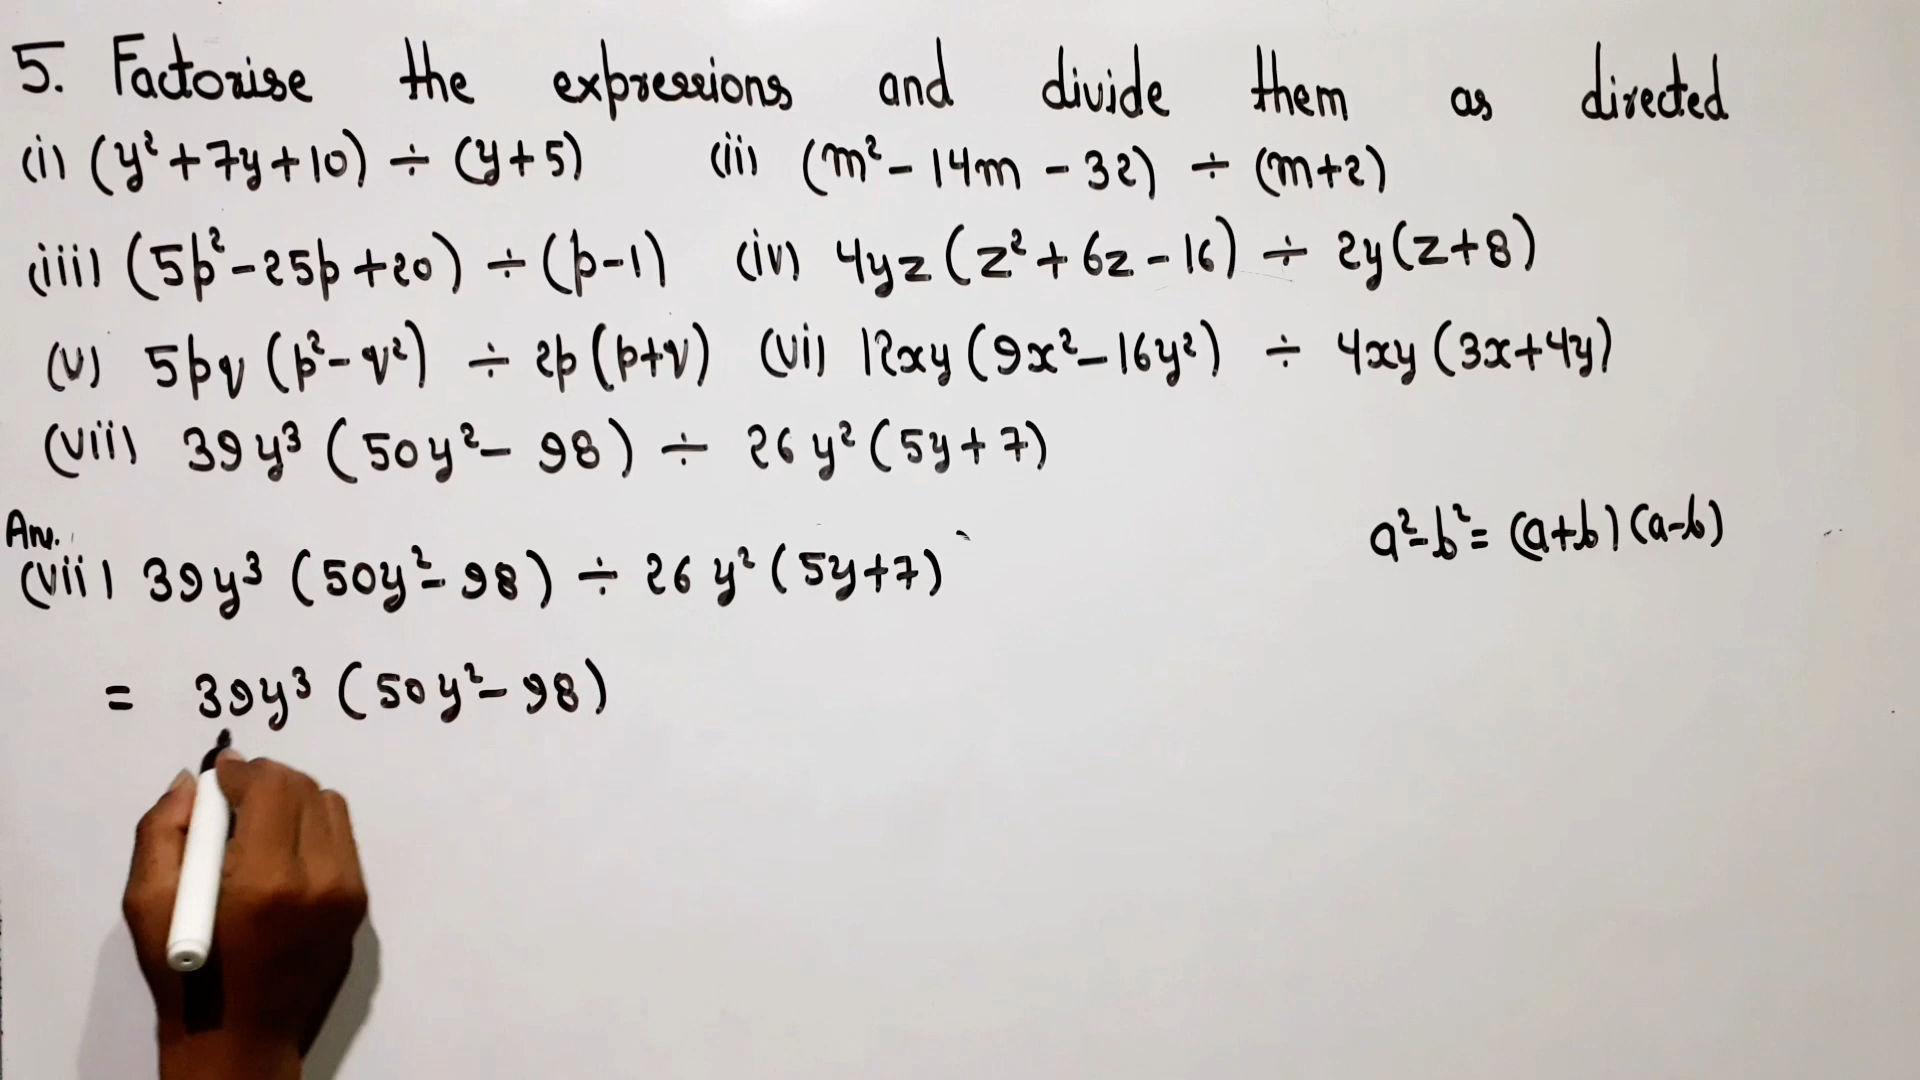 5. Factorise the expressions and divide them as directed
(i) (y²+7y+10) ÷ (y+5) (ii) (m²-14m-32) ÷ (m+2)
(iii) (5p²-25p+20) ÷ (p-1) (iv) 4yz(z²+6z-16) ÷ 2y(z+8)
(v) 5pq(p²-q²) ÷ 2p(p+q) (vi) 12xy(9x²-16y²) ÷ 4xy(3x+4y)
(vii) 39y³(50y²-98) ÷ 26y²(5y+7)
Ans.
(vii) 39y³(50y²-98) ÷ 26y²(5y+7) a²-b²=(a+b)(a-b)
= 39y³(50y²-98)